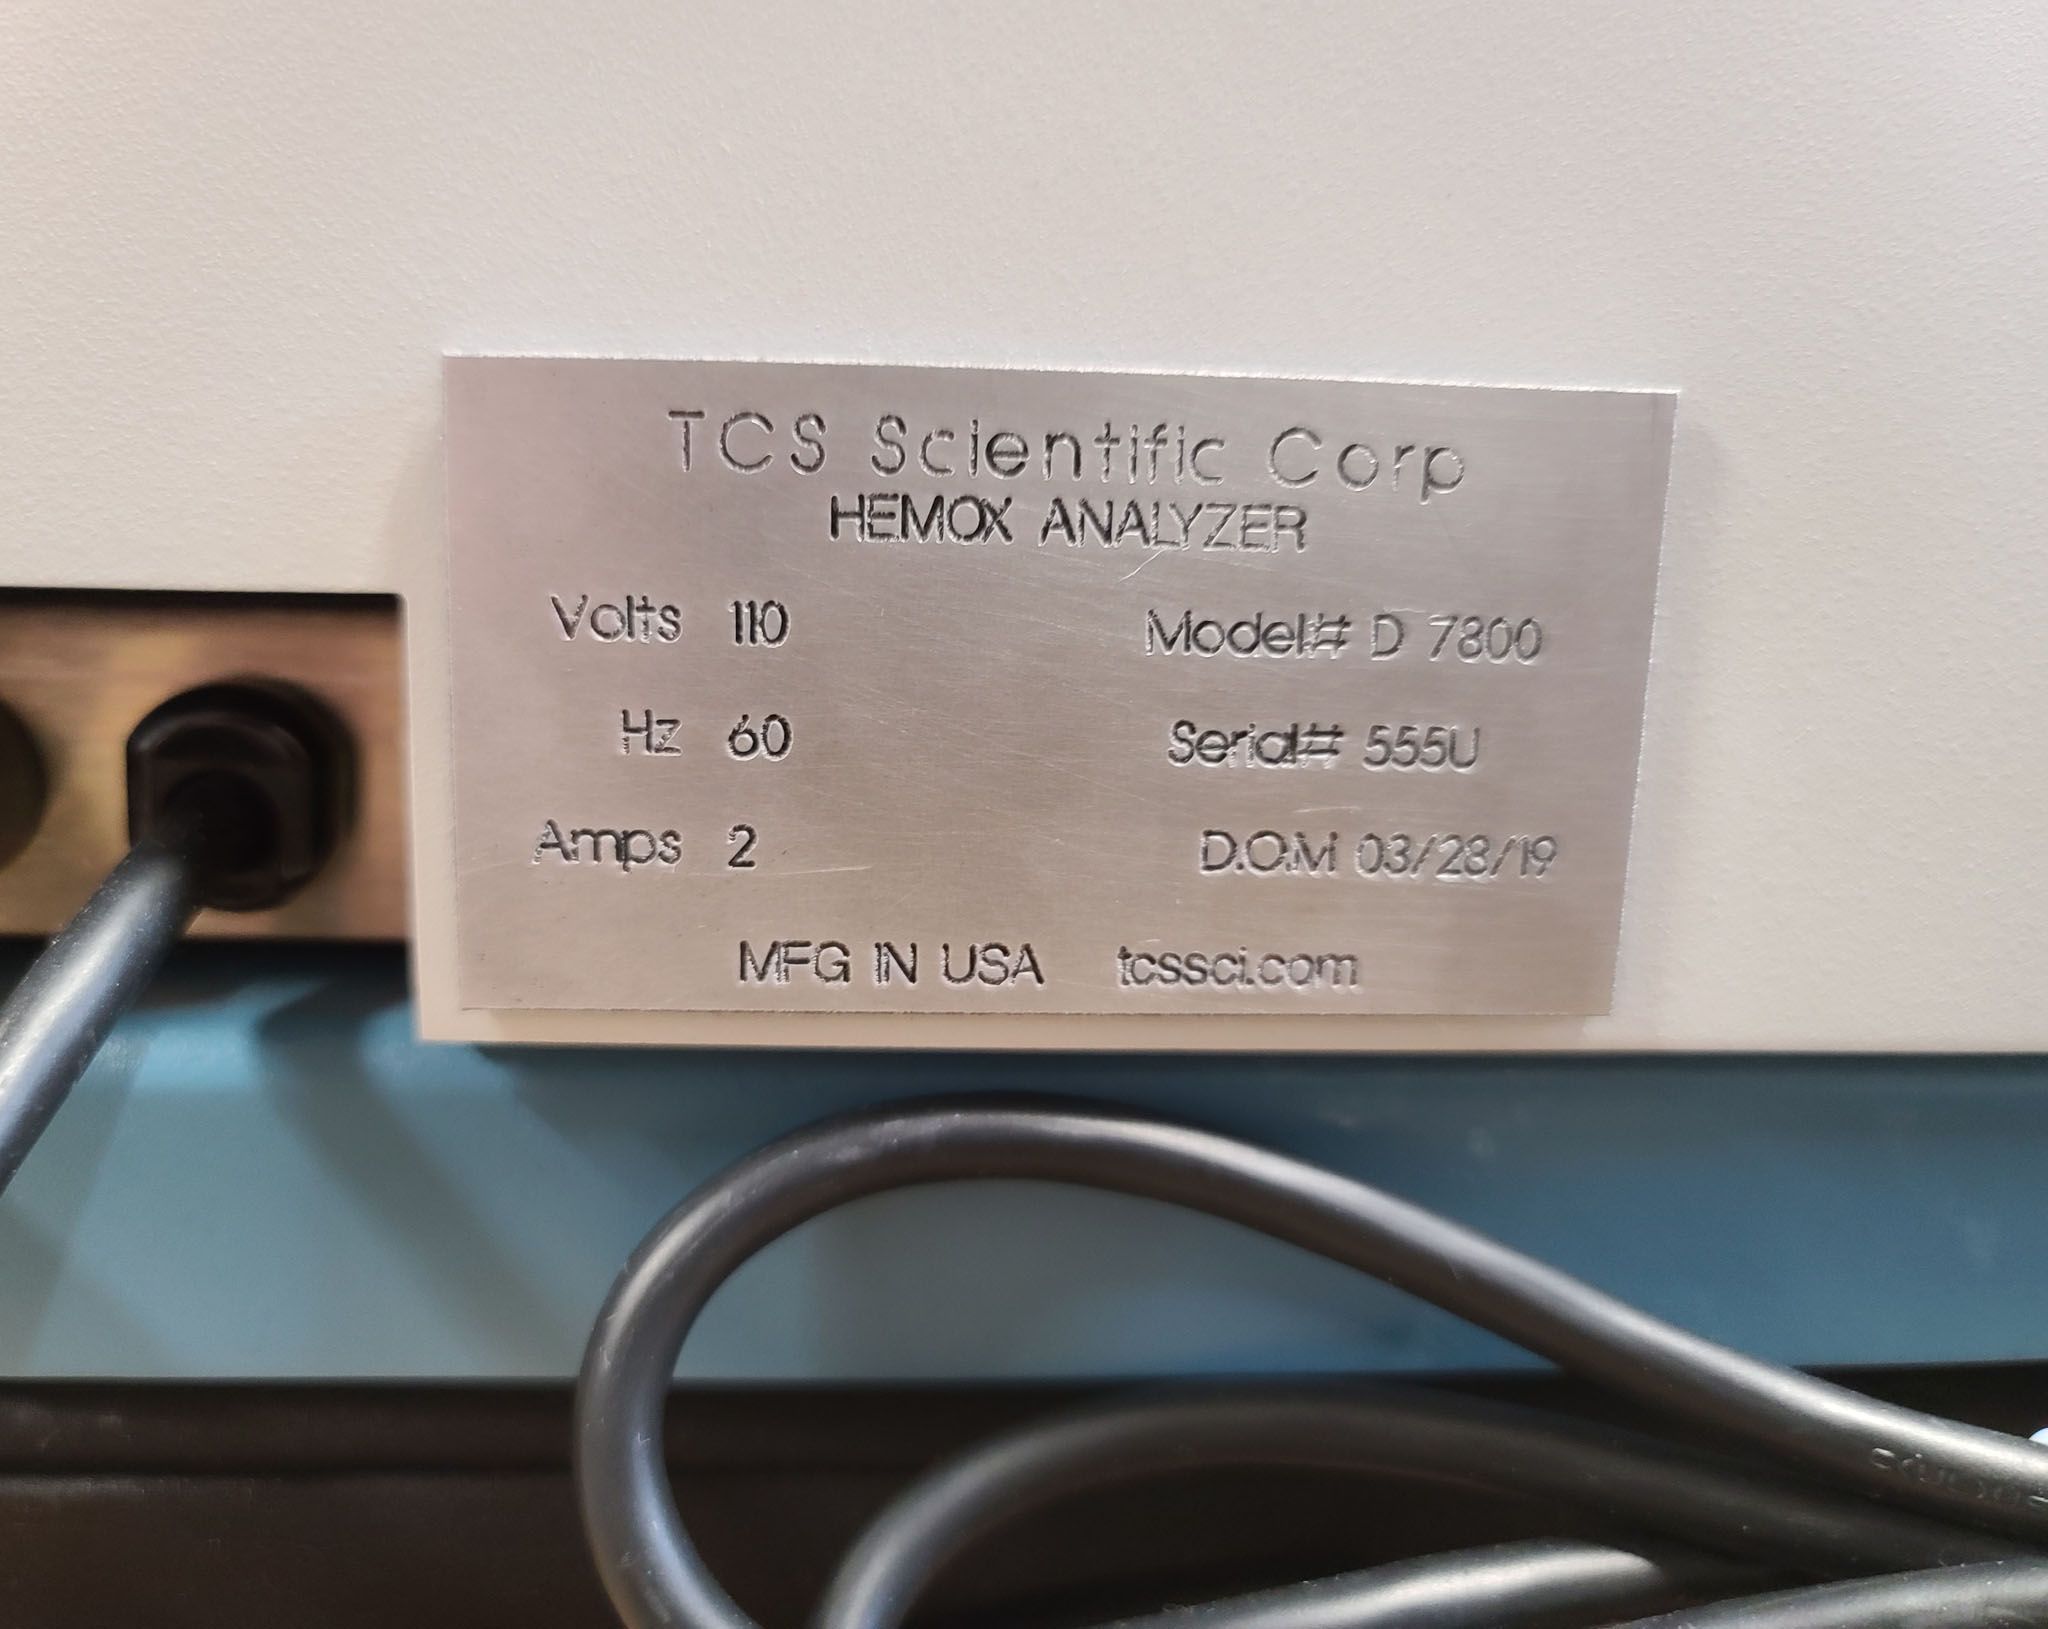 TCS Scientific Corp
HEMOX ANALYZER
Volts 110
Model# D 7800
Hz 60
Serial# 555U
Amps 2
D.O.M 03/28/19
MFG IN USA tcssci.com